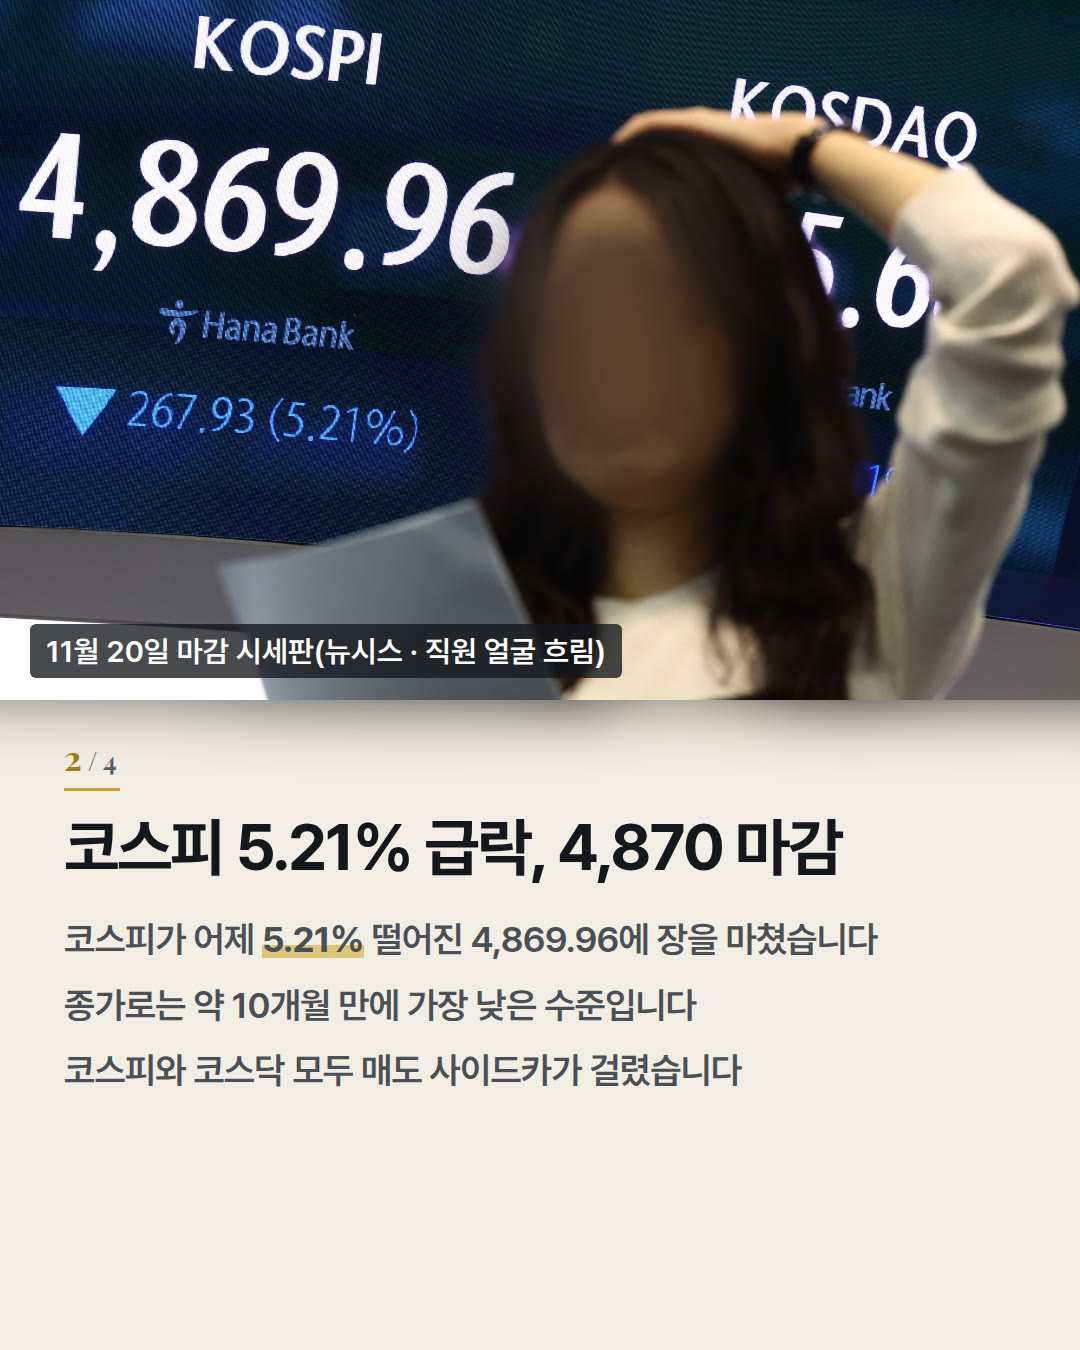 KOSPI
KOSDAQ
4,869.96
5.6
Hana Bank
ank
267.93 (5.21%)
11월 20일 마감 시세판(뉴시스 · 직원 얼굴 흐림)
2 / 4
코스피 5.21% 급락, 4,870 마감
코스피가 어제 5.21% 떨어진 4,869.96에 장을 마쳤습니다
종가로는 약 10개월 만에 가장 낮은 수준입니다
코스피와 코스닥 모두 매도 사이드카가 걸렸습니다